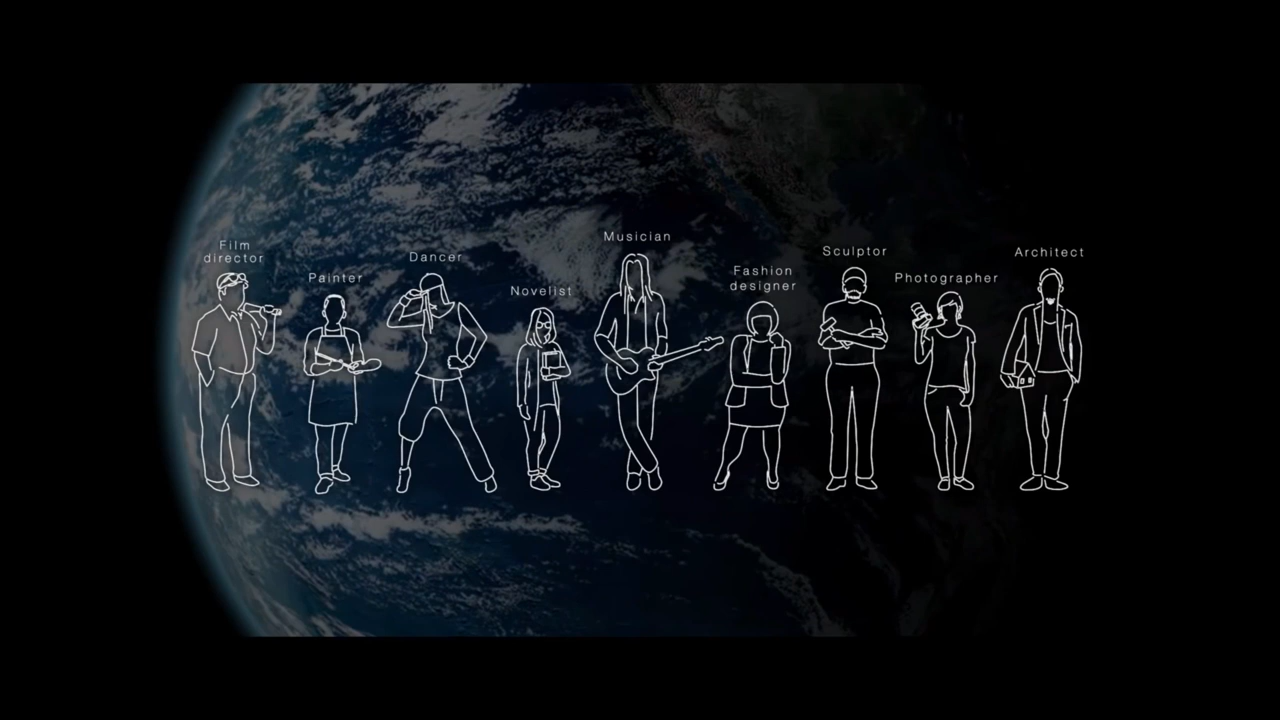 Film
director
Painter
Dancer
Novelist
Musician
Fashion
designer
Sculptor
Photographer
Architect